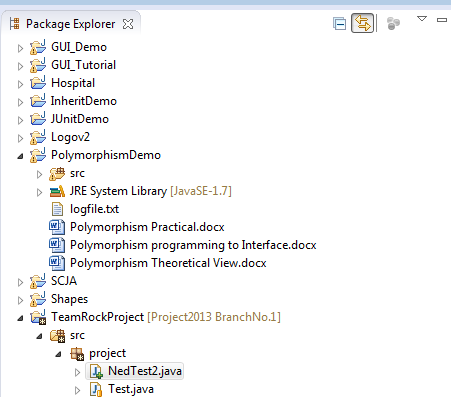 Package Explorer
GUI_Demo
GUI_Tutorial
Hospital
InheritDemo
JUnitDemo
Logov2
PolymorphismDemo
src
JRE System Library [JavaSE-1.7]
logfile.txt
Polymorphism Practical.docx
Polymorphism programming to Interface.docx
Polymorphism Theoretical View.docx
SCJA
Shapes
TeamRockProject [Project2013 BranchNo.1]
src
project
NedTest2.java
Test.java